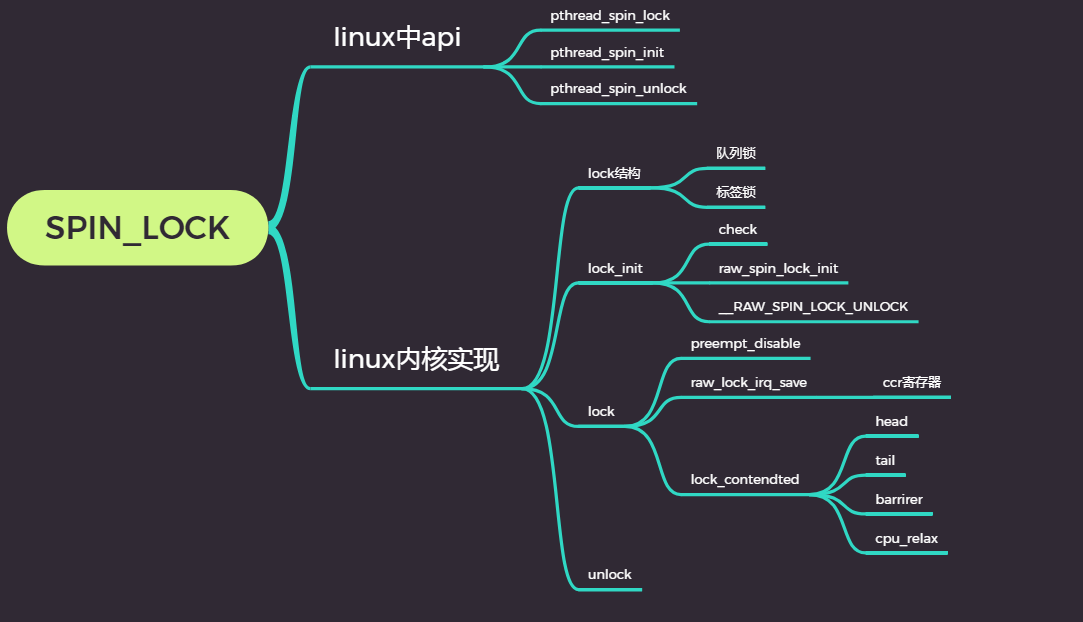 SPIN_LOCK
linux中api
pthread_spin_lock
pthread_spin_init
pthread_spin_unlock
linux内核实现
lock结构
队列锁
标签锁
lock_init
check
raw_spin_lock_init
__RAW_SPIN_LOCK_UNLOCK
lock
preempt_disable
raw_lock_irq_save
ccr寄存器
lock_contendted
head
tail
barrirer
cpu_relax
unlock